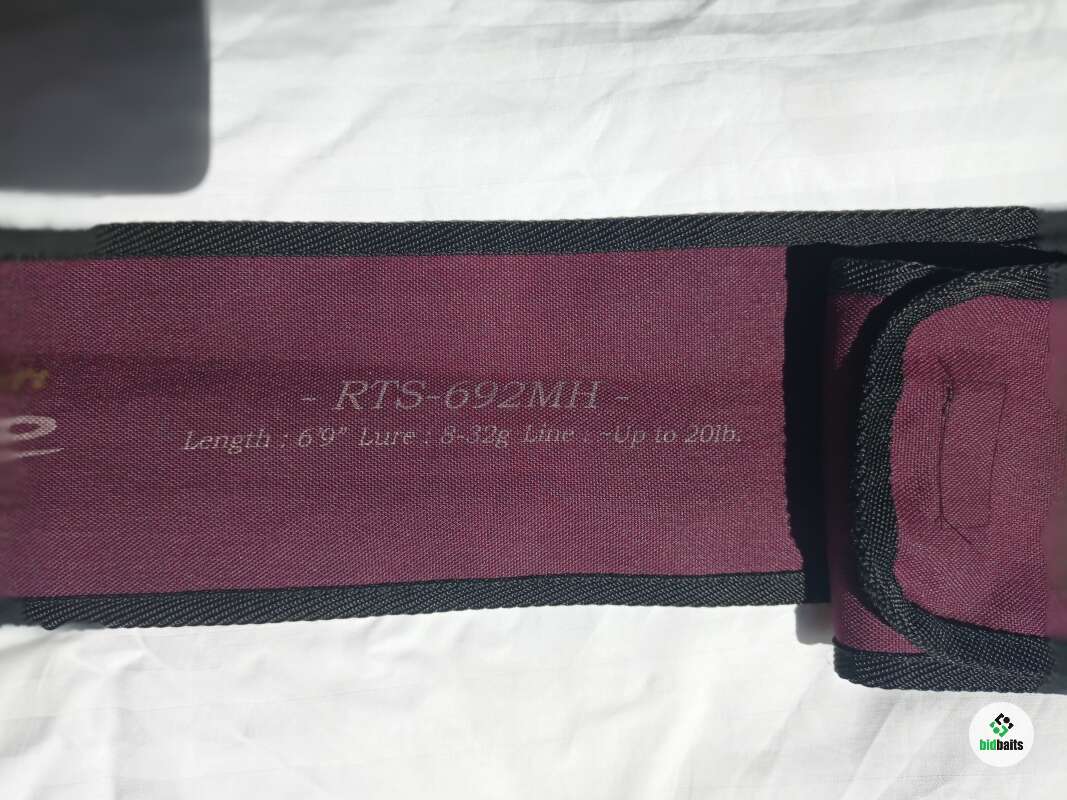 - RTS-692MH -
Length : 6'9" Lure : 8-32g Line : ~Up to 20lb.
bidbaits